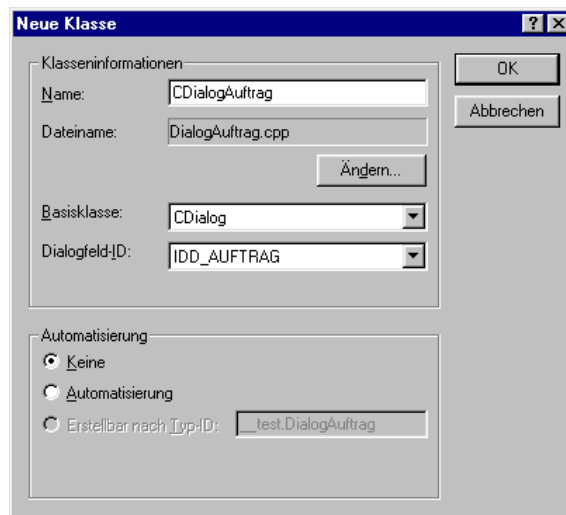 Neue Klasse
Klasseninformationen
Name: CDialogAuftrag
Dateiname: DialogAuftrag.cpp
Ändern...
Basisklasse: CDialog
Dialogfeld-ID: IDD_AUFTRAG
OK
Abbrechen
Automatisierung
Keine
Automatisierung
Erstellbar nach Typ-ID: __test.DialogAuftrag